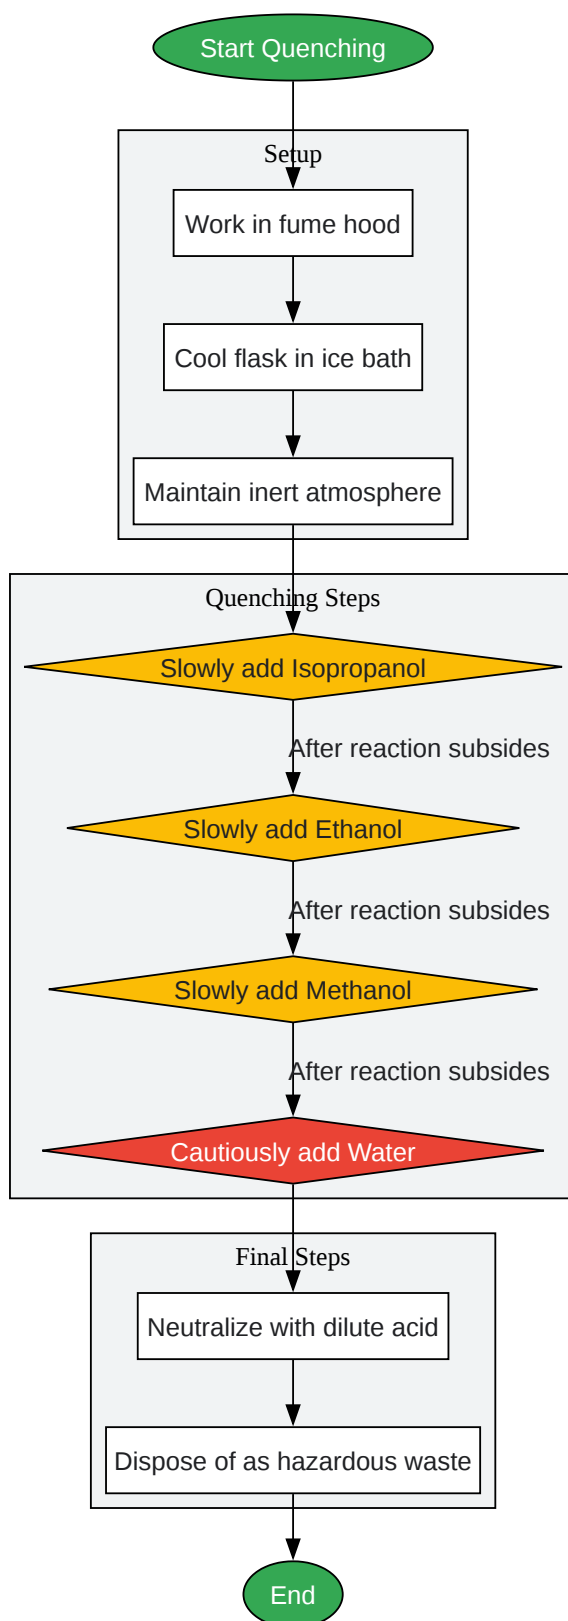 Start Quenching
Setup
Work in fume hood
Cool flask in ice bath
Maintain inert atmosphere
Quenching Steps
Slowly add Isopropanol
After reaction subsides
Slowly add Ethanol
After reaction subsides
Slowly add Methanol
After reaction subsides
Cautiously add Water
Final Steps
Neutralize with dilute acid
Dispose of as hazardous waste
End